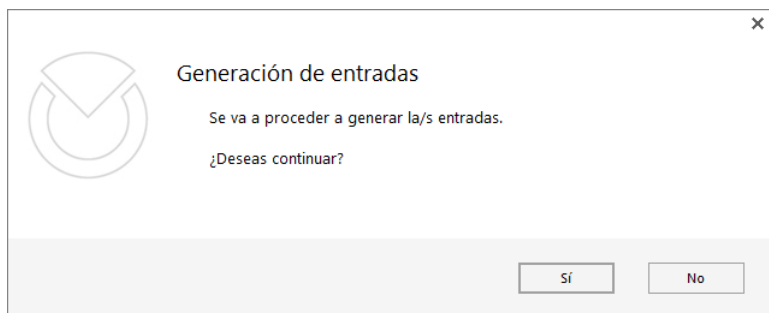 Generación de entradas
Se va a proceder a generar la/s entradas.
¿Deseas continuar?
Sí
No